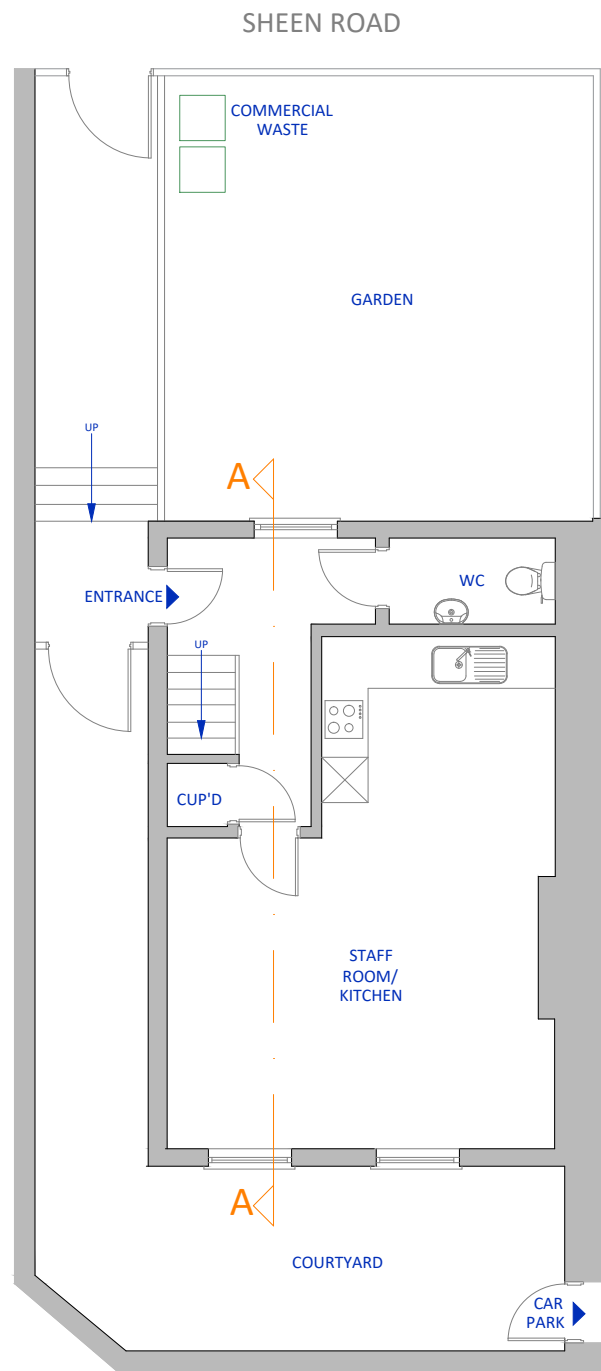 SHEEN ROAD
COMMERCIAL
WASTE
GARDEN
UP
A
ENTRANCE
WC
UP
CUP'D
STAFF
ROOM/
KITCHEN
A
COURTYARD
CAR
PARK